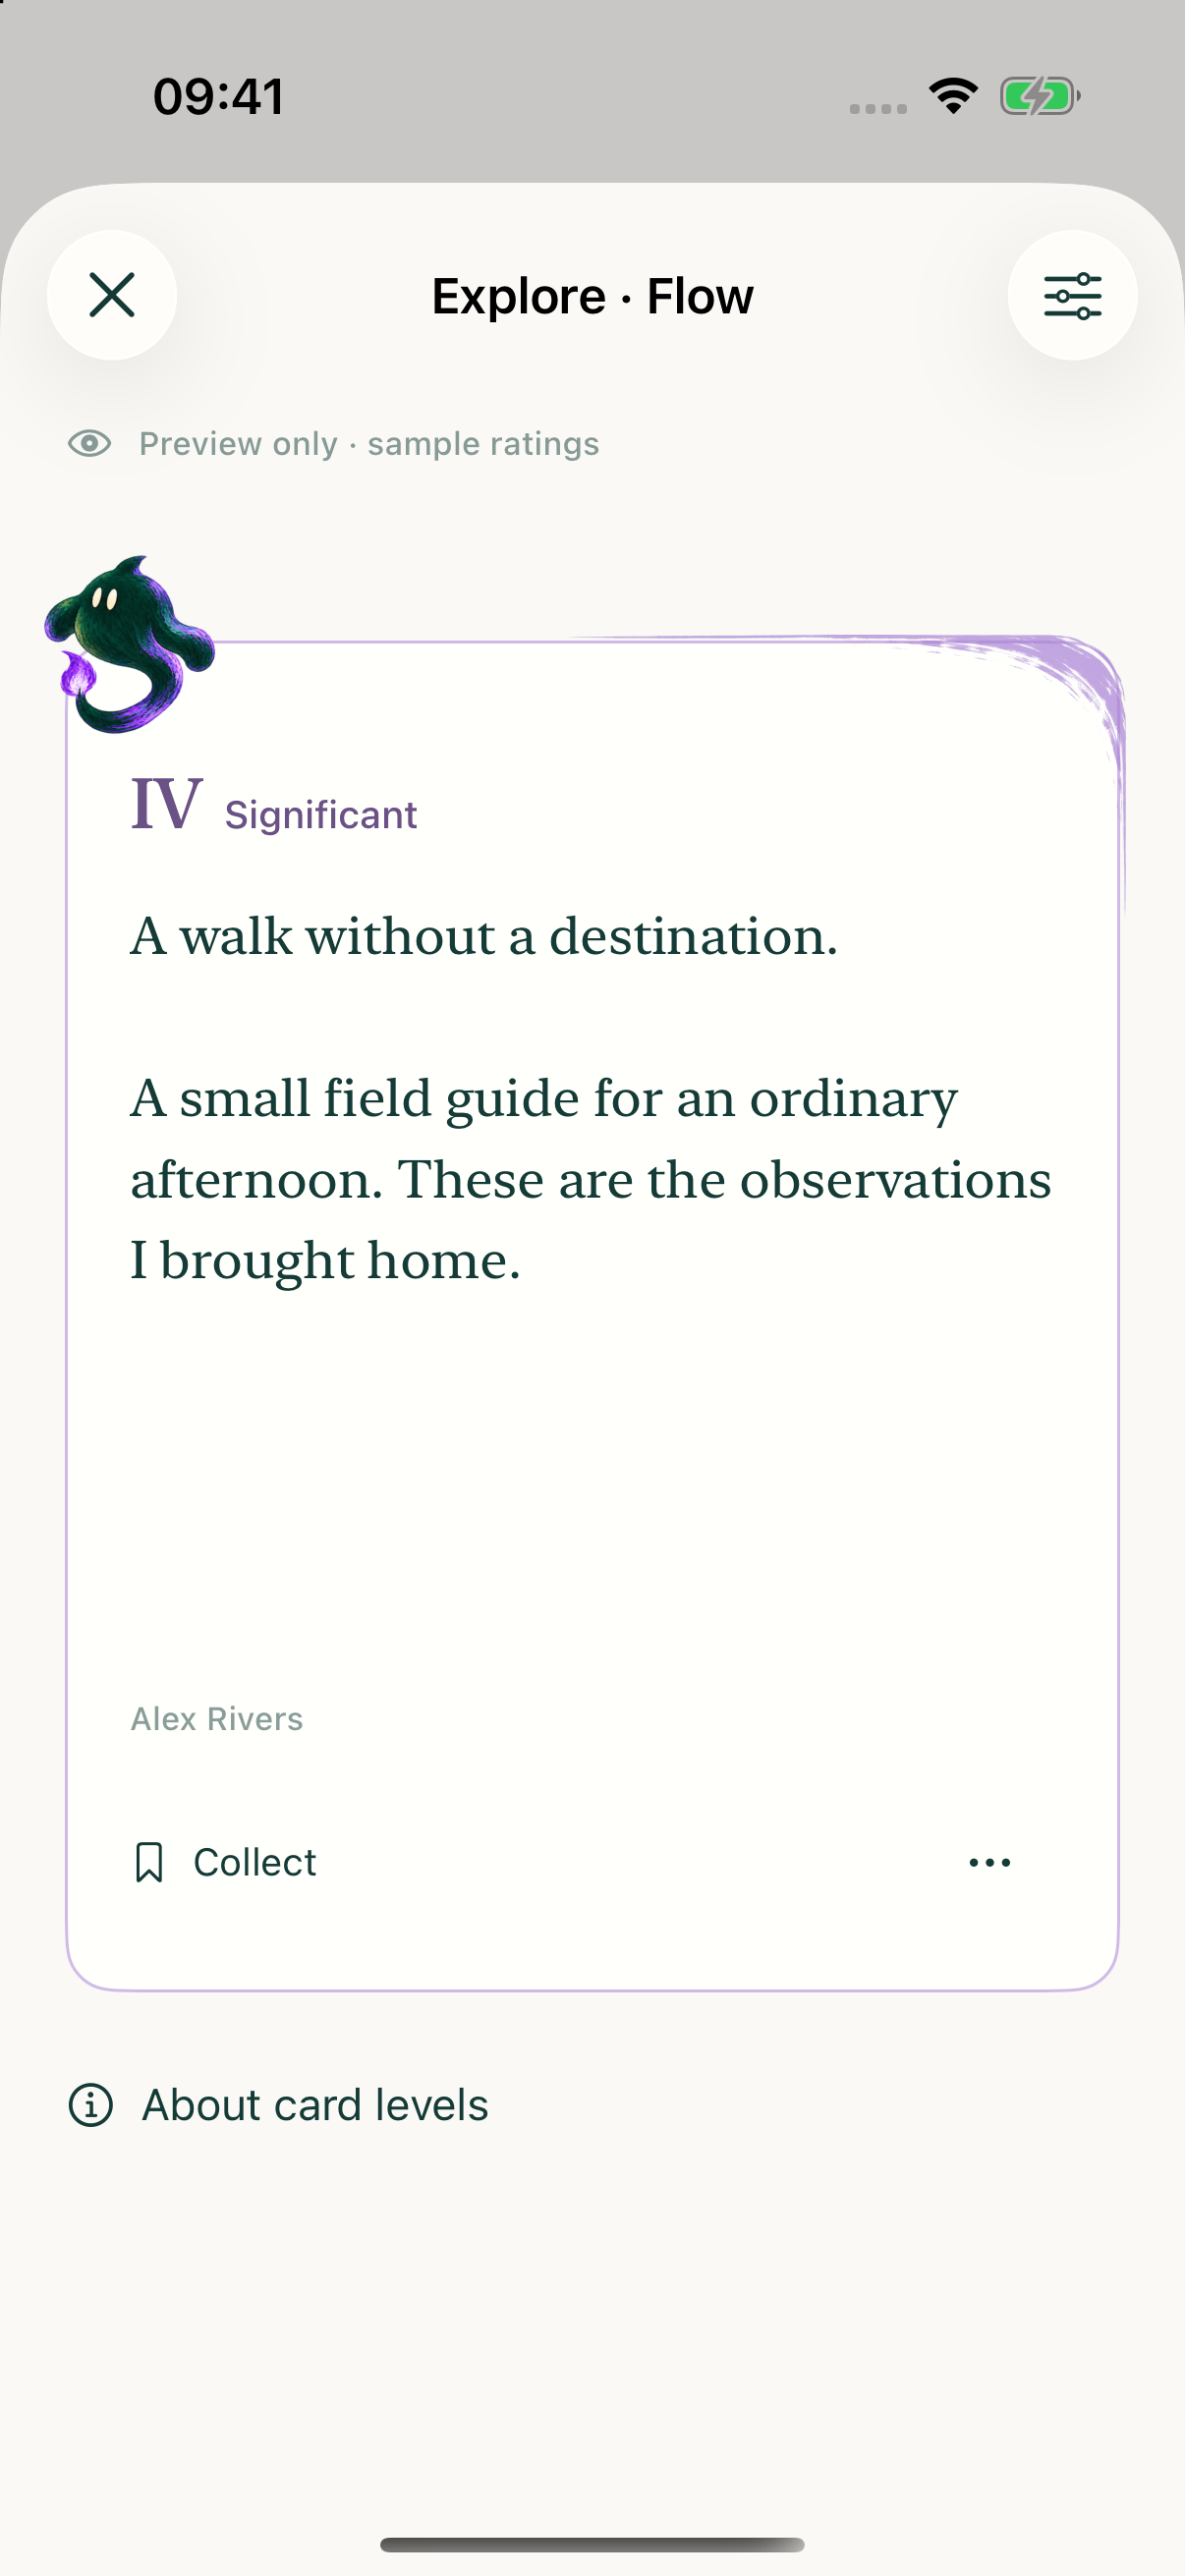 09:41
Explore · Flow
Preview only · sample ratings
IV Significant
A walk without a destination.
A small field guide for an ordinary
afternoon. These are the observations
I brought home.
Alex Rivers
Collect
About card levels